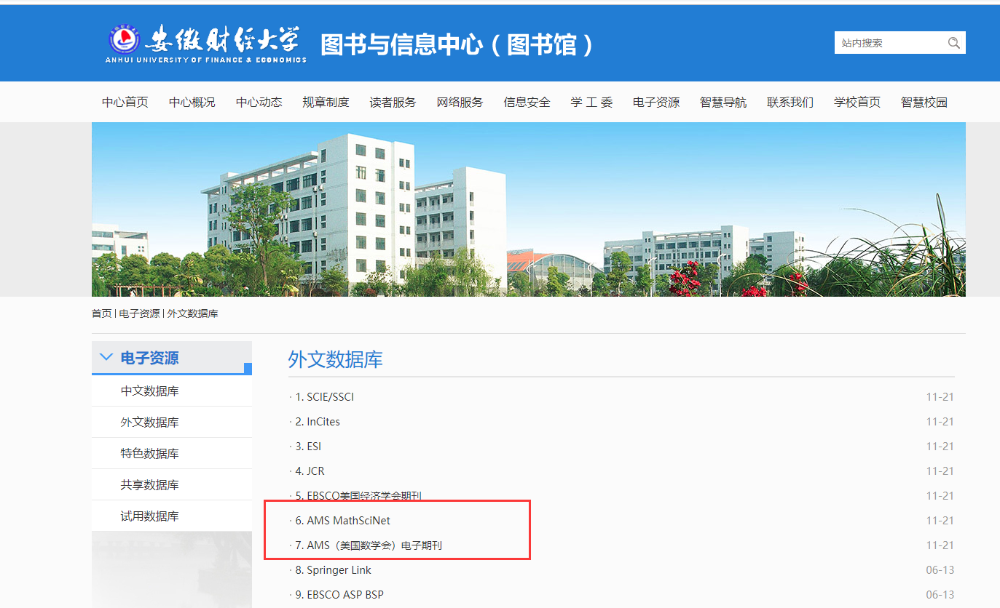 安徽财经大学
ANHUI UNIVERSITY OF FINANCE & ECONOMICS
图书与信息中心（图书馆）
站内搜索
中心首页 中心概况 中心动态 规章制度 读者服务 网络服务 信息安全 学 工 委 电子资源 智慧导航 联系我们 学校首页 智慧校园
首页 | 电子资源 | 外文数据库
电子资源
中文数据库
外文数据库
特色数据库
共享数据库
试用数据库
外文数据库
· 1. SCIE/SSCI 11-21
· 2. InCites 11-21
· 3. ESI 11-21
· 4. JCR 11-21
· 5. EBSCO美国经济学会期刊 11-21
· 6. AMS MathSciNet 11-21
· 7. AMS（美国数学会）电子期刊 11-21
· 8. Springer Link 06-13
· 9. EBSCO ASP BSP 06-13